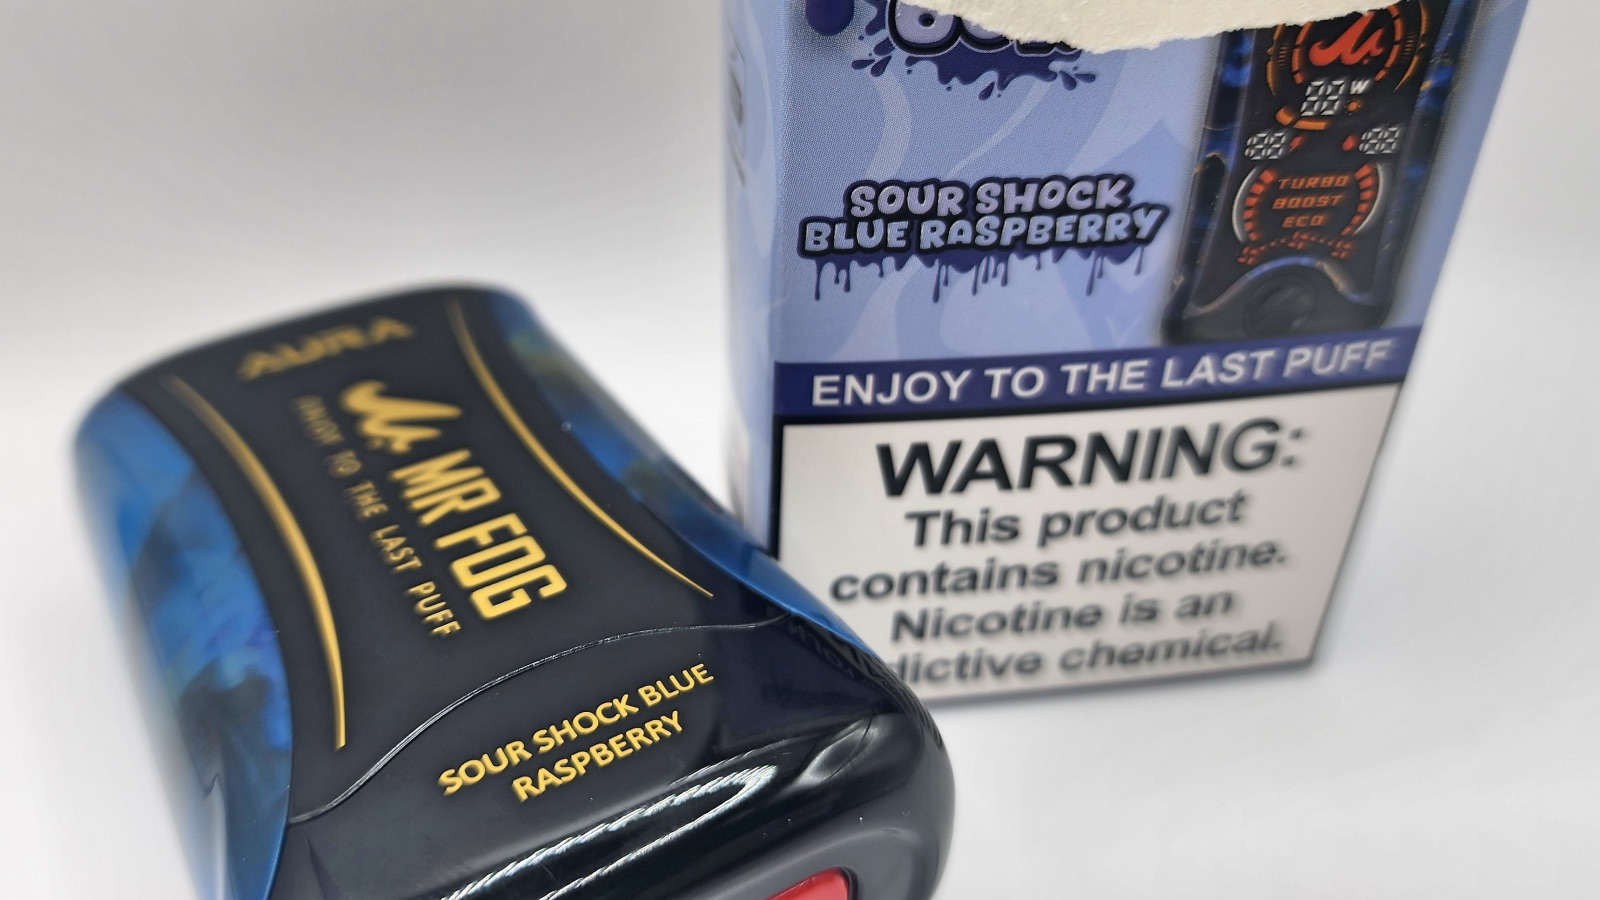 AURA
MR FOG
ENJOY TO THE LAST PUFF
SOUR SHOCK BLUE
RASPBERRY
SOUR SHOCK
BLUE RASPBERRY
W
TURBO
BOOST
ECO
ENJOY TO THE LAST PUFF
WARNING:
This product
contains nicotine.
Nicotine is an
chemical.